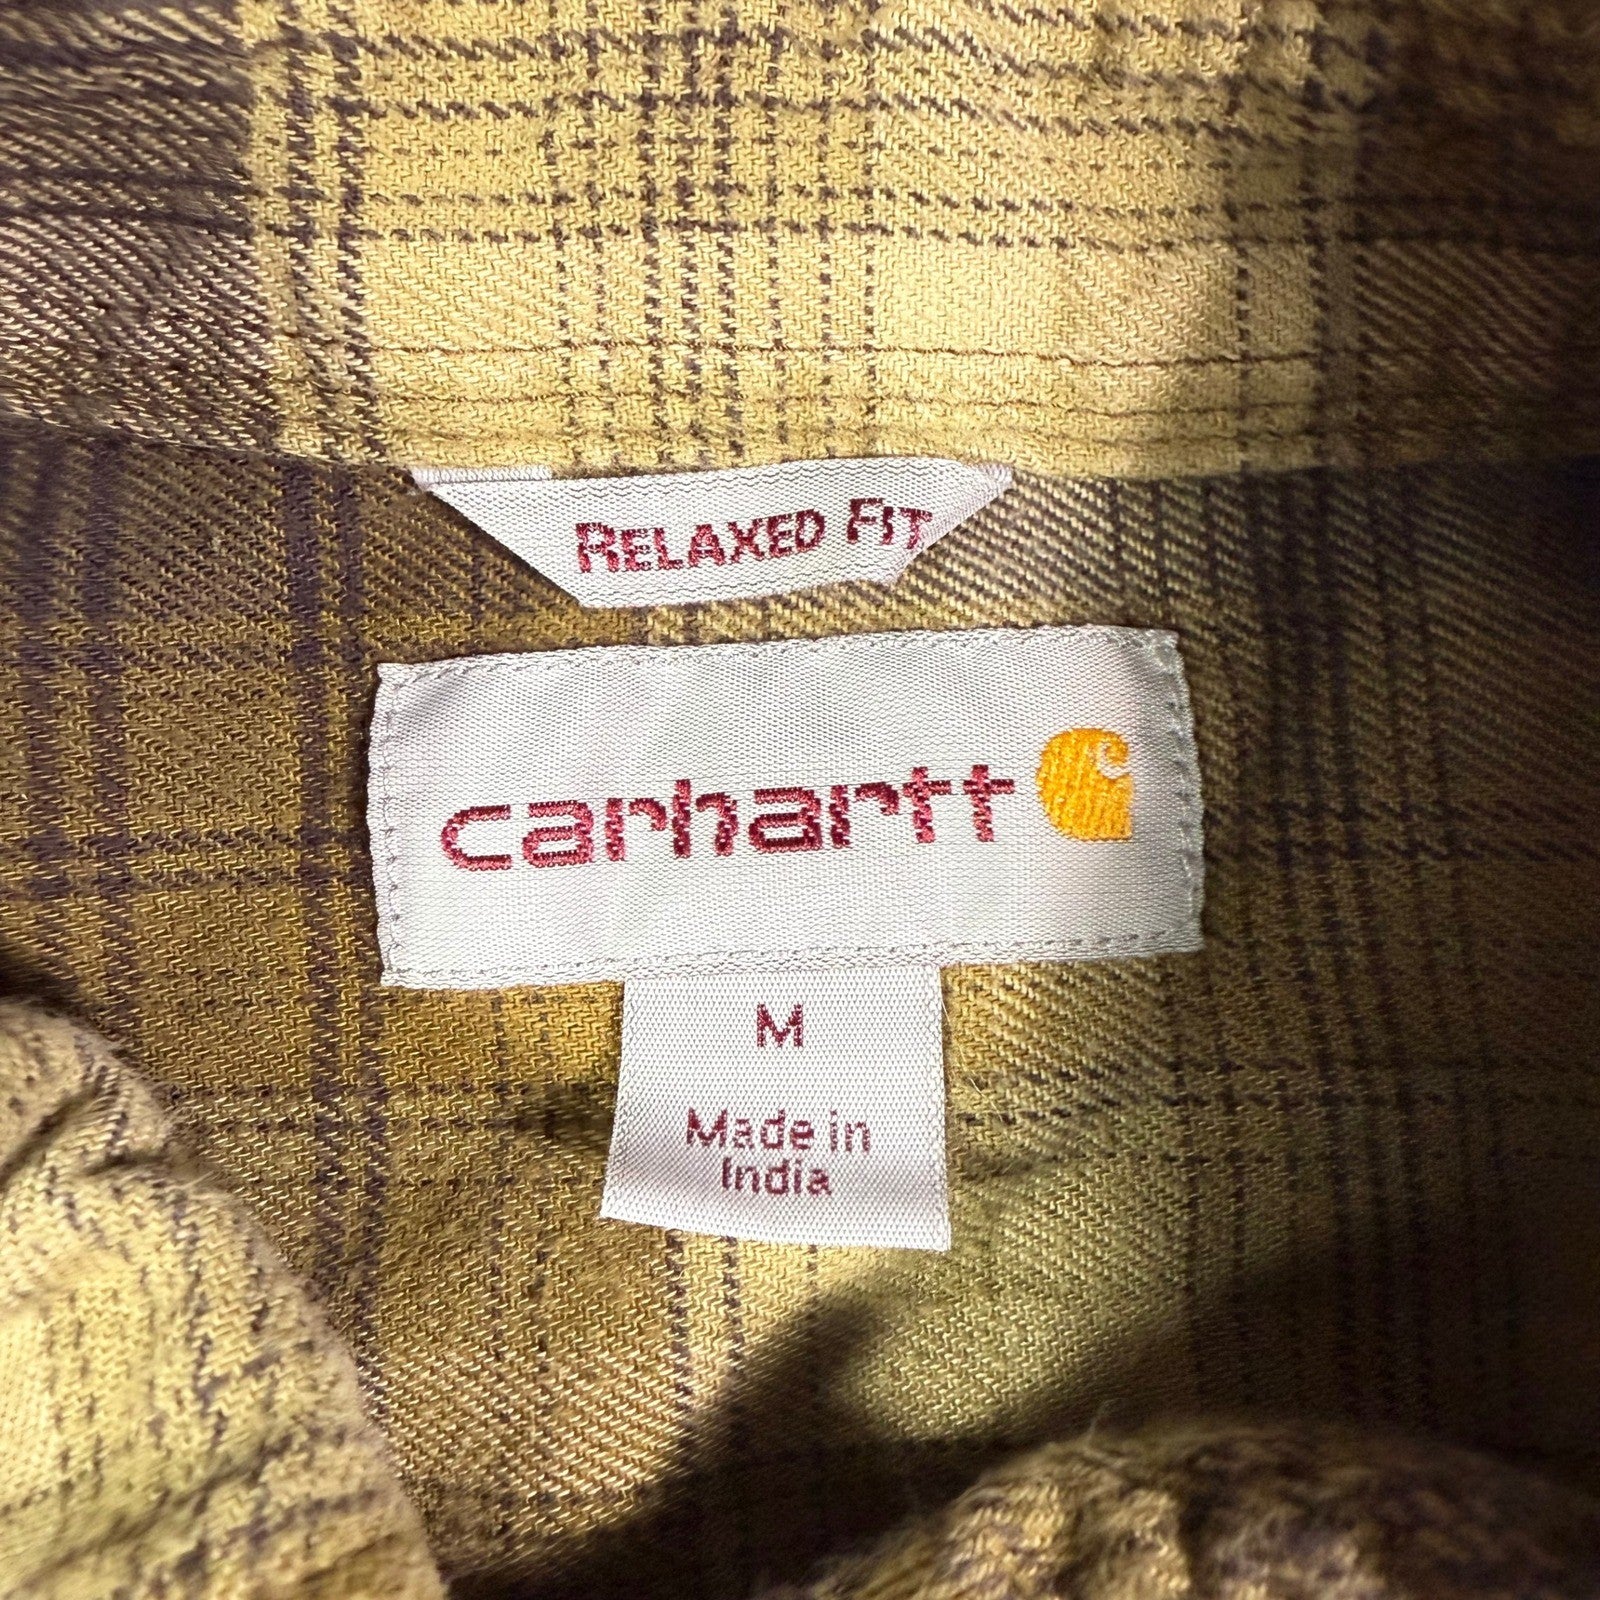 RELAXED FIT
carhartt
M
Made in
India